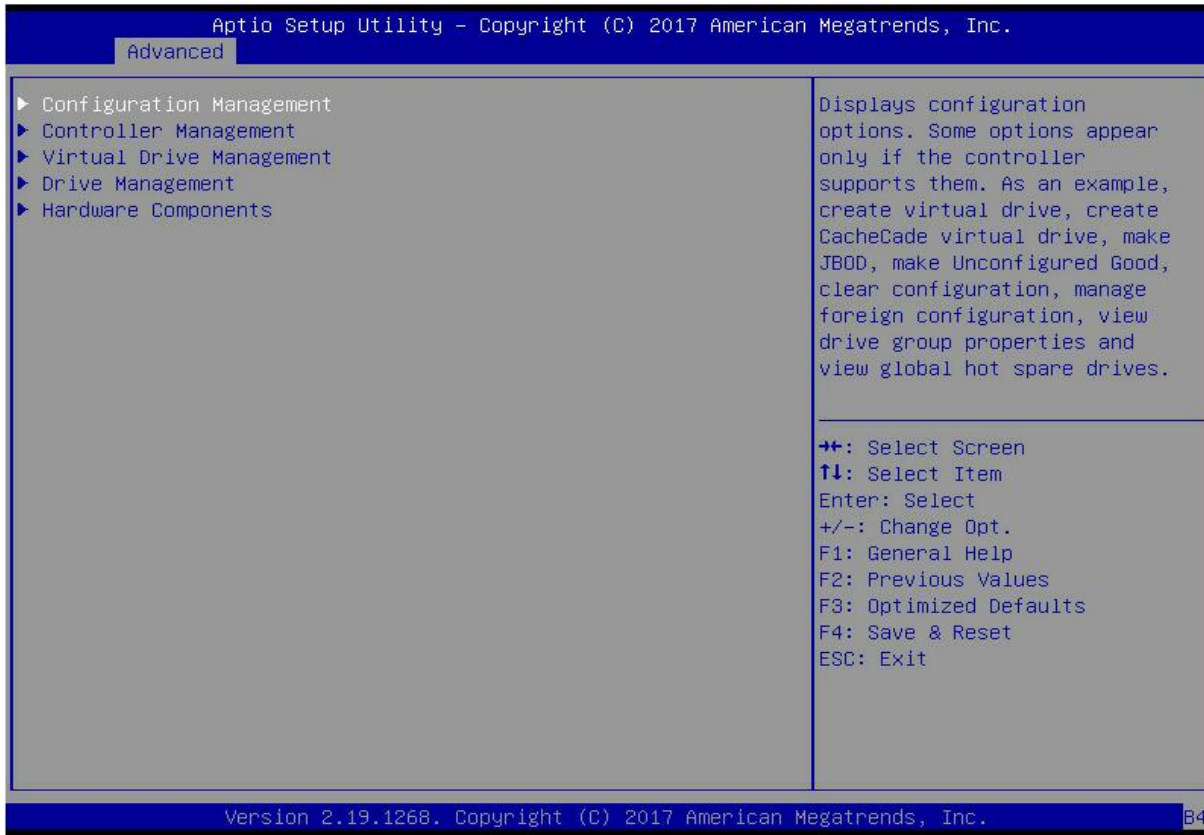 Aptio Setup Utility – Copyright (C) 2017 American Megatrends, Inc.
Advanced
▶ Configuration Management
▶ Controller Management
▶ Virtual Drive Management
▶ Drive Management
▶ Hardware Components
Displays configuration
options. Some options appear
only if the controller
supports them. As an example,
create virtual drive, create
CacheCade virtual drive, make
JBOD, make Unconfigured Good,
clear configuration, manage
foreign configuration, view
drive group properties and
view global hot spare drives.
→←: Select Screen
↑↓: Select Item
Enter: Select
+/-: Change Opt.
F1: General Help
F2: Previous Values
F3: Optimized Defaults
F4: Save & Reset
ESC: Exit
Version 2.19.1268. Copyright (C) 2017 American Megatrends, Inc.